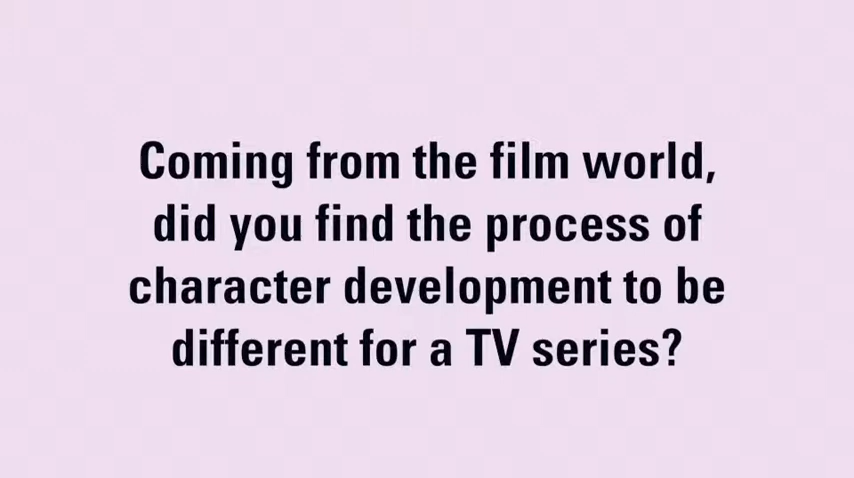 Coming from the film world,
did you find the process of
character development to be
different for a TV series?